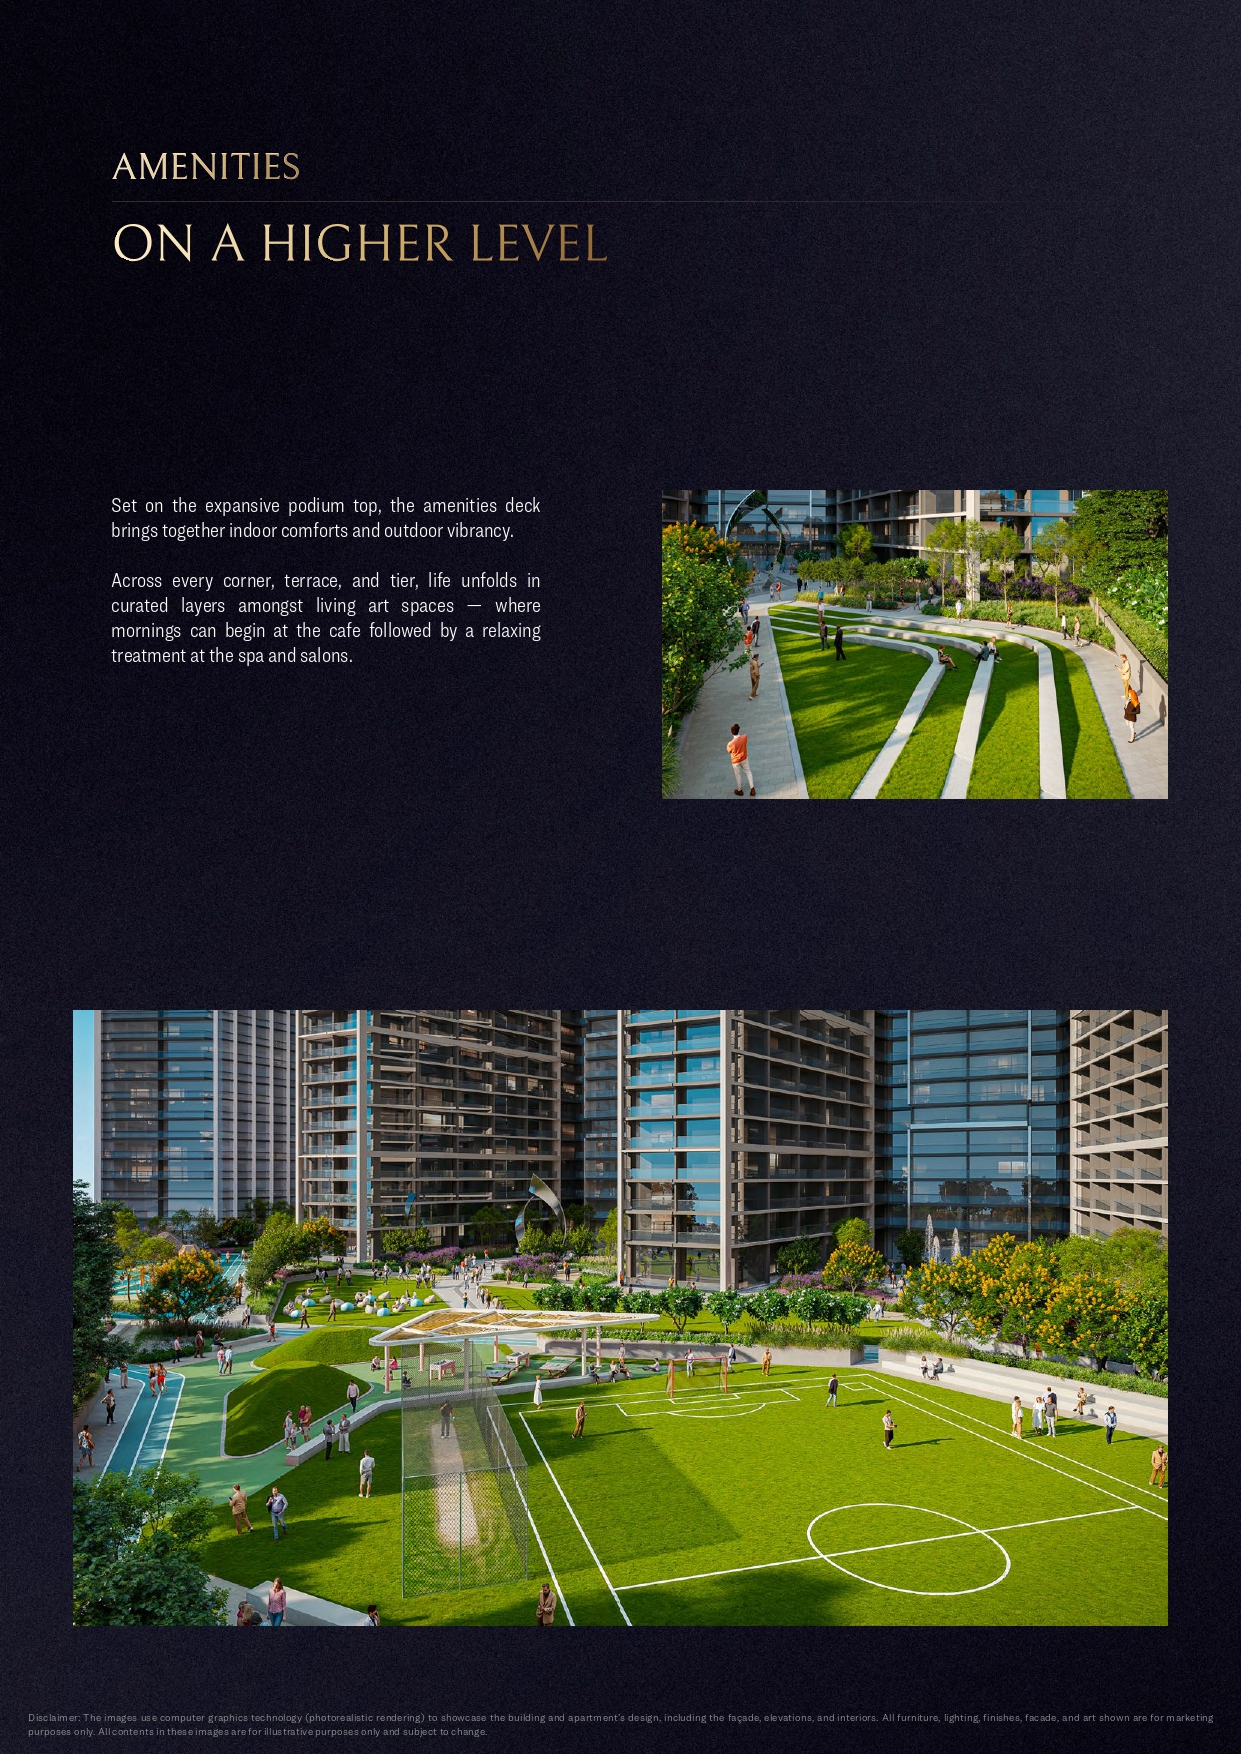 AMENITIES
ON A HIGHER LEVEL
Set on the expansive podium top, the amenities deck
brings together indoor comforts and outdoor vibrancy.
Across every corner, terrace, and tier, life unfolds in
curated layers amongst living art spaces — where
mornings can begin at the cafe followed by a relaxing
treatment at the spa and salons.
Disclaimer: The images use computer graphics technology (photorealistic rendering) to showcase the building and apartment's design, including the façade, elevations, and interiors. All furniture, lighting, finishes, facade, and art shown are for marketing
purposes only. All contents in these images are for illustrative purposes only and subject to change.